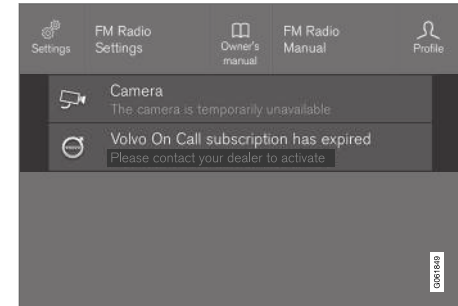 Settings
FM Radio
Settings
Owner's
manual
FM Radio
Manual
Profile
Camera
The camera is temporarily unavailable
Volvo On Call subscription has expired
Please contact your dealer to activate
G061849